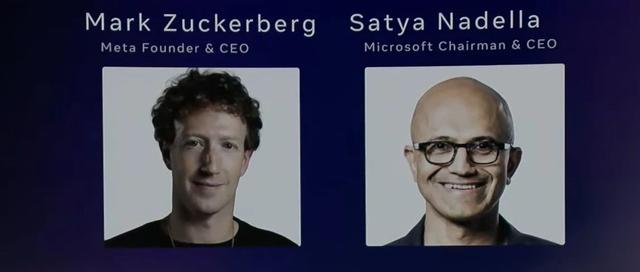 Mark Zuckerberg
Meta Founder & CEO
Satya Nadella
Microsoft Chairman & CEO